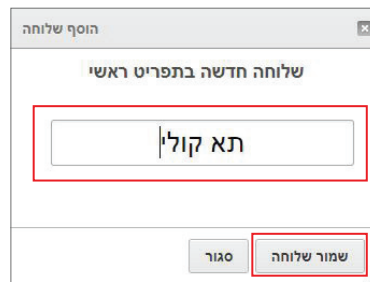 הוסף שלוחה
שלוחה חדשה בתפריט ראשי
תא קולי
שמור שלוחה
סגור